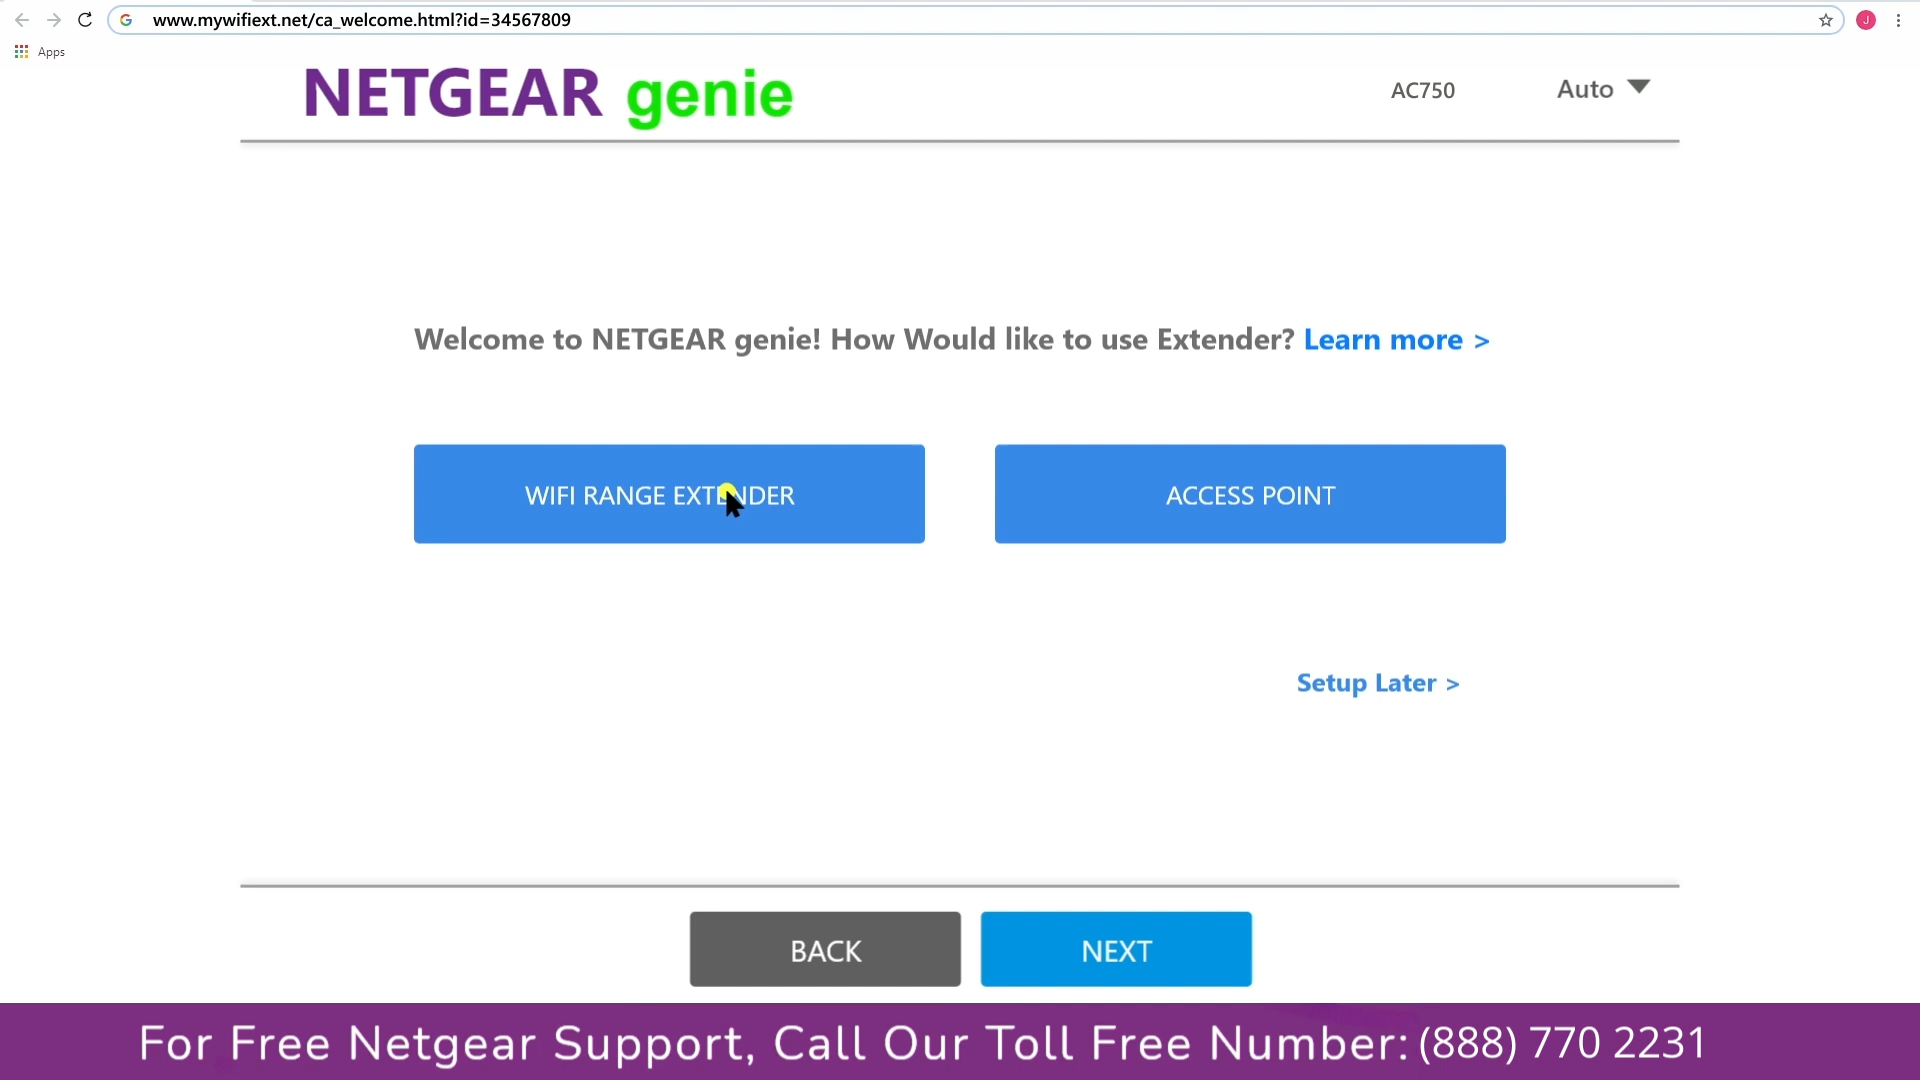 www.mywifiext.net/ca_welcome.html?id=34567809
J
Apps
NETGEAR genie
AC750
Auto
Welcome to NETGEAR genie! How Would like to use Extender? Learn more >
WIFI RANGE EXTENDER
ACCESS POINT
Setup Later >
BACK
NEXT
For Free Netgear Support, Call Our Toll Free Number: (888) 770 2231